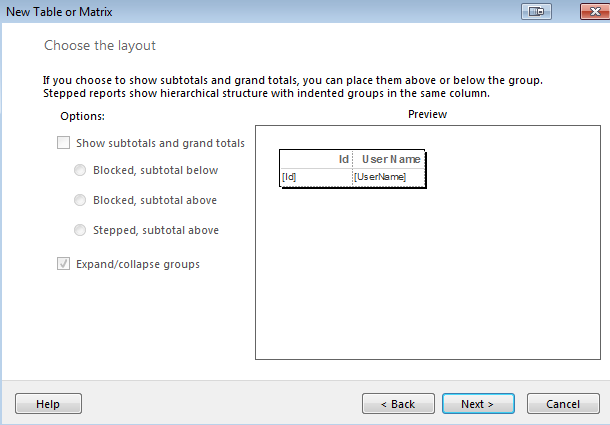 New Table or Matrix
Choose the layout
If you choose to show subtotals and grand totals, you can place them above or below the group.
Stepped reports show hierarchical structure with indented groups in the same column.
Options:
Preview
Show subtotals and grand totals
Blocked, subtotal below
Blocked, subtotal above
Stepped, subtotal above
Expand/collapse groups
Id User Name
[Id] [UserName]
Help < Back Next > Cancel